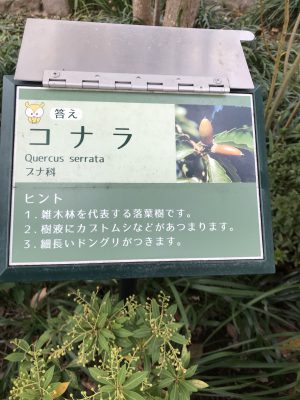 答え
コナラ
Quercus serrata
ブナ科
ヒント
1.雑木林を代表する落葉樹です。
2.樹液にカブトムシなどがあつまります。
3.細長いドングリがつきます。